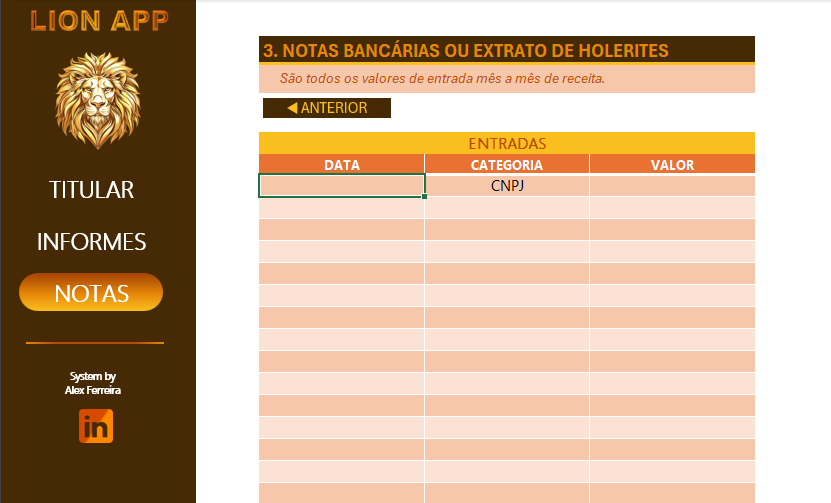 LION APP
TITULAR
INFORMES
NOTAS
System by
Alex Ferreira
in
3. NOTAS BANCÁRIAS OU EXTRATO DE HOLERITES
São todos os valores de entrada mês a mês de receita.
ANTERIOR
ENTRADAS
DATA CATEGORIA VALOR
CNPJ